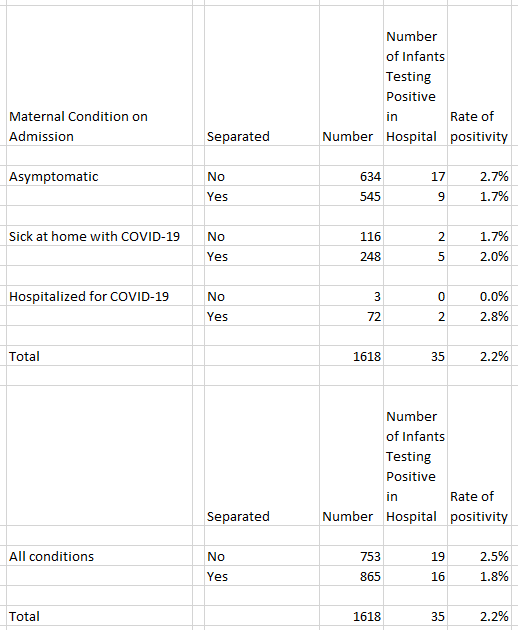 Number
of Infants
Testing
Positive
Maternal Condition on in Rate of
Admission Separated Number Hospital positivity
Asymptomatic No 634 17 2.7%
Yes 545 9 1.7%
Sick at home with COVID-19 No 116 2 1.7%
Yes 248 5 2.0%
Hospitalized for COVID-19 No 3 0 0.0%
Yes 72 2 2.8%
Total 1618 35 2.2%
Number
of Infants
Testing
Positive
in Rate of
Separated Number Hospital positivity
All conditions No 753 19 2.5%
Yes 865 16 1.8%
Total 1618 35 2.2%